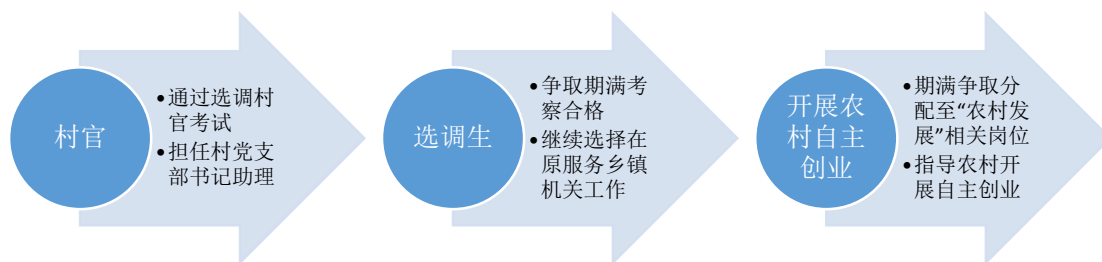 村官
•通过选调村
官考试
•担任村党支
部书记助理
选调生
•争取期满考
察合格
•继续选择在
原服务乡镇
机关工作
开展农
村自主
创业
•期满争取分
配至“农村发
展”相关岗位
•指导农村开
展自主创业